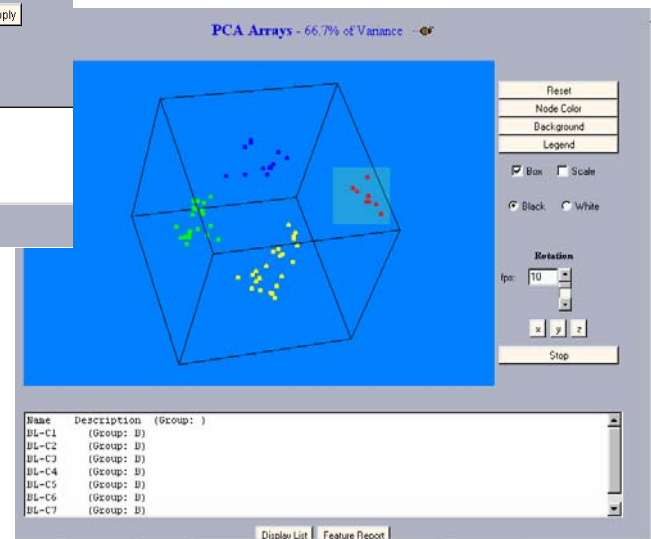 PCA Arrays - 66.7% of Variance
Reset
Node Color
Background
Legend
Box Scale
Black White
Rotation
fps: 10
x y z
Stop
Name Description (Group: )
BL-C1 (Group: B)
BL-C2 (Group: B)
BL-C3 (Group: B)
BL-C4 (Group: B)
BL-C5 (Group: B)
BL-C6 (Group: B)
BL-C7 (Group: B)
Display List Feature Report